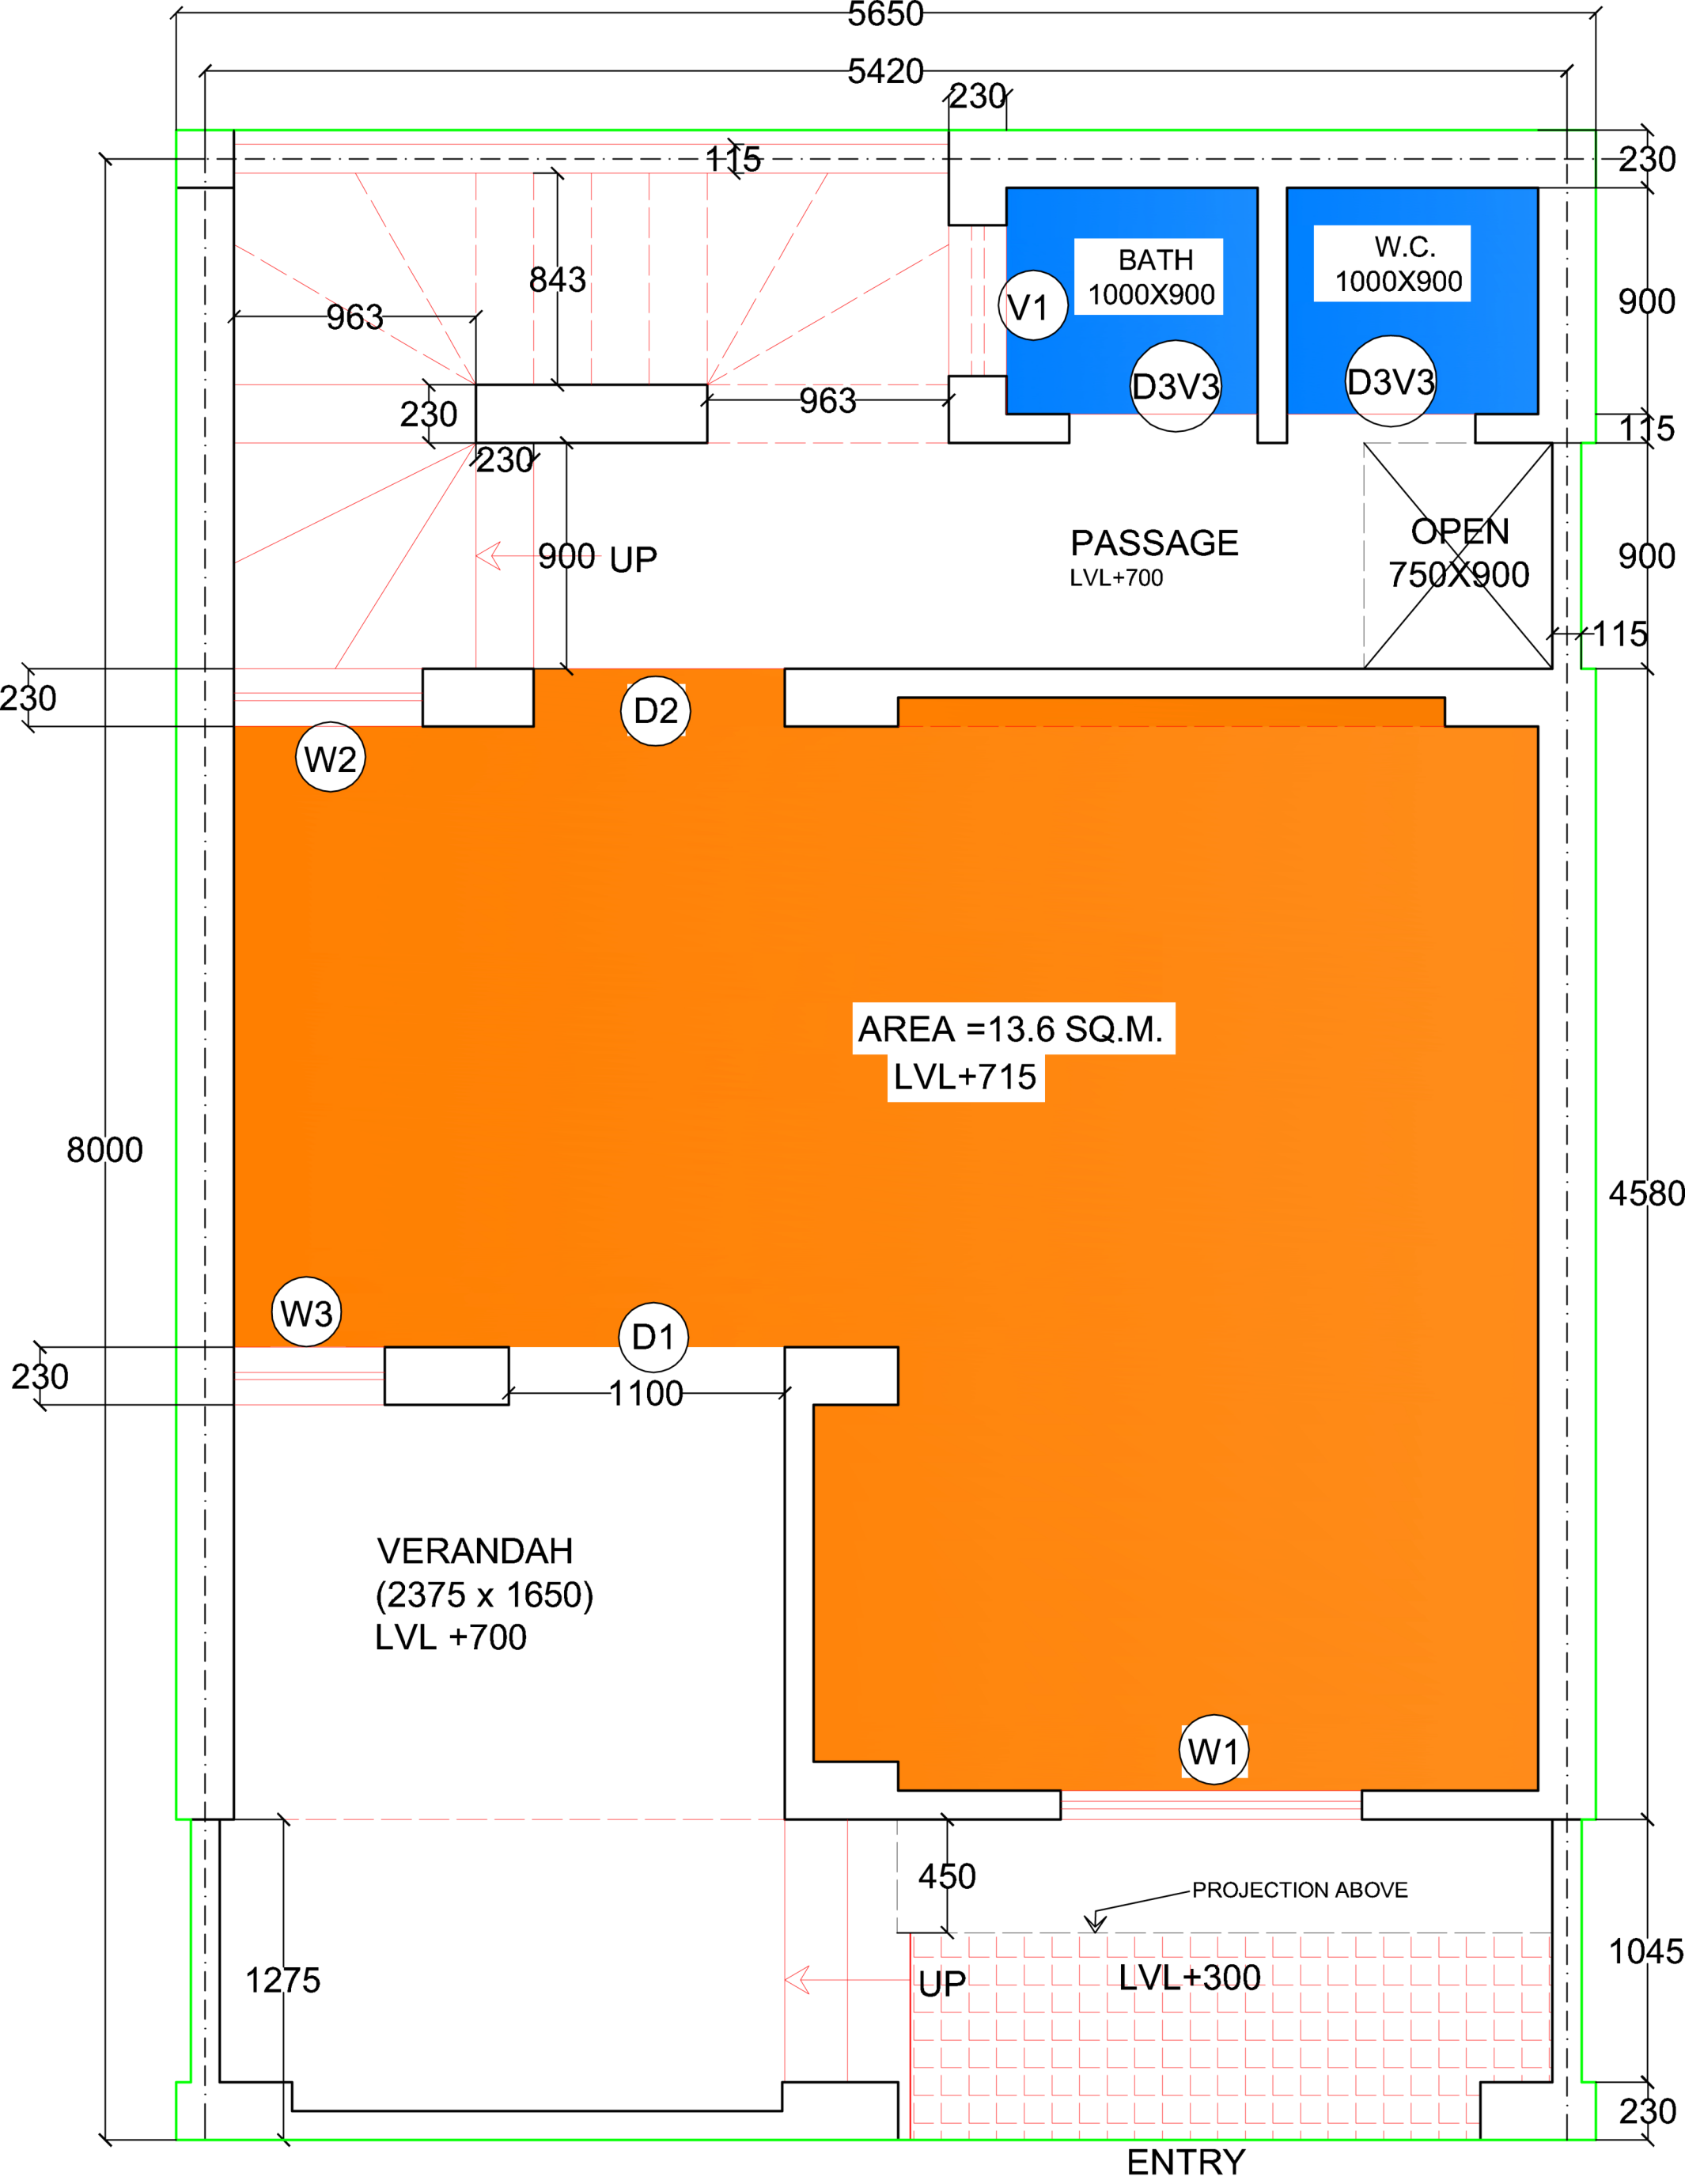 5650
5420
230
115
230
BATH
1000X900
W.C.
1000X900
843
V1
900
963
D3V3
D3V3
963
230
115
230
PASSAGE
LVL+700
OPEN
750X900
900
UP
900
115
230
D2
W2
AREA =13.6 SQ.M.
LVL+715
8000
4580
W3
D1
230
1100
VERANDAH
(2375 x 1650)
LVL +700
W1
450
PROJECTION ABOVE
1045
1275
UP
LVL+300
230
ENTRY